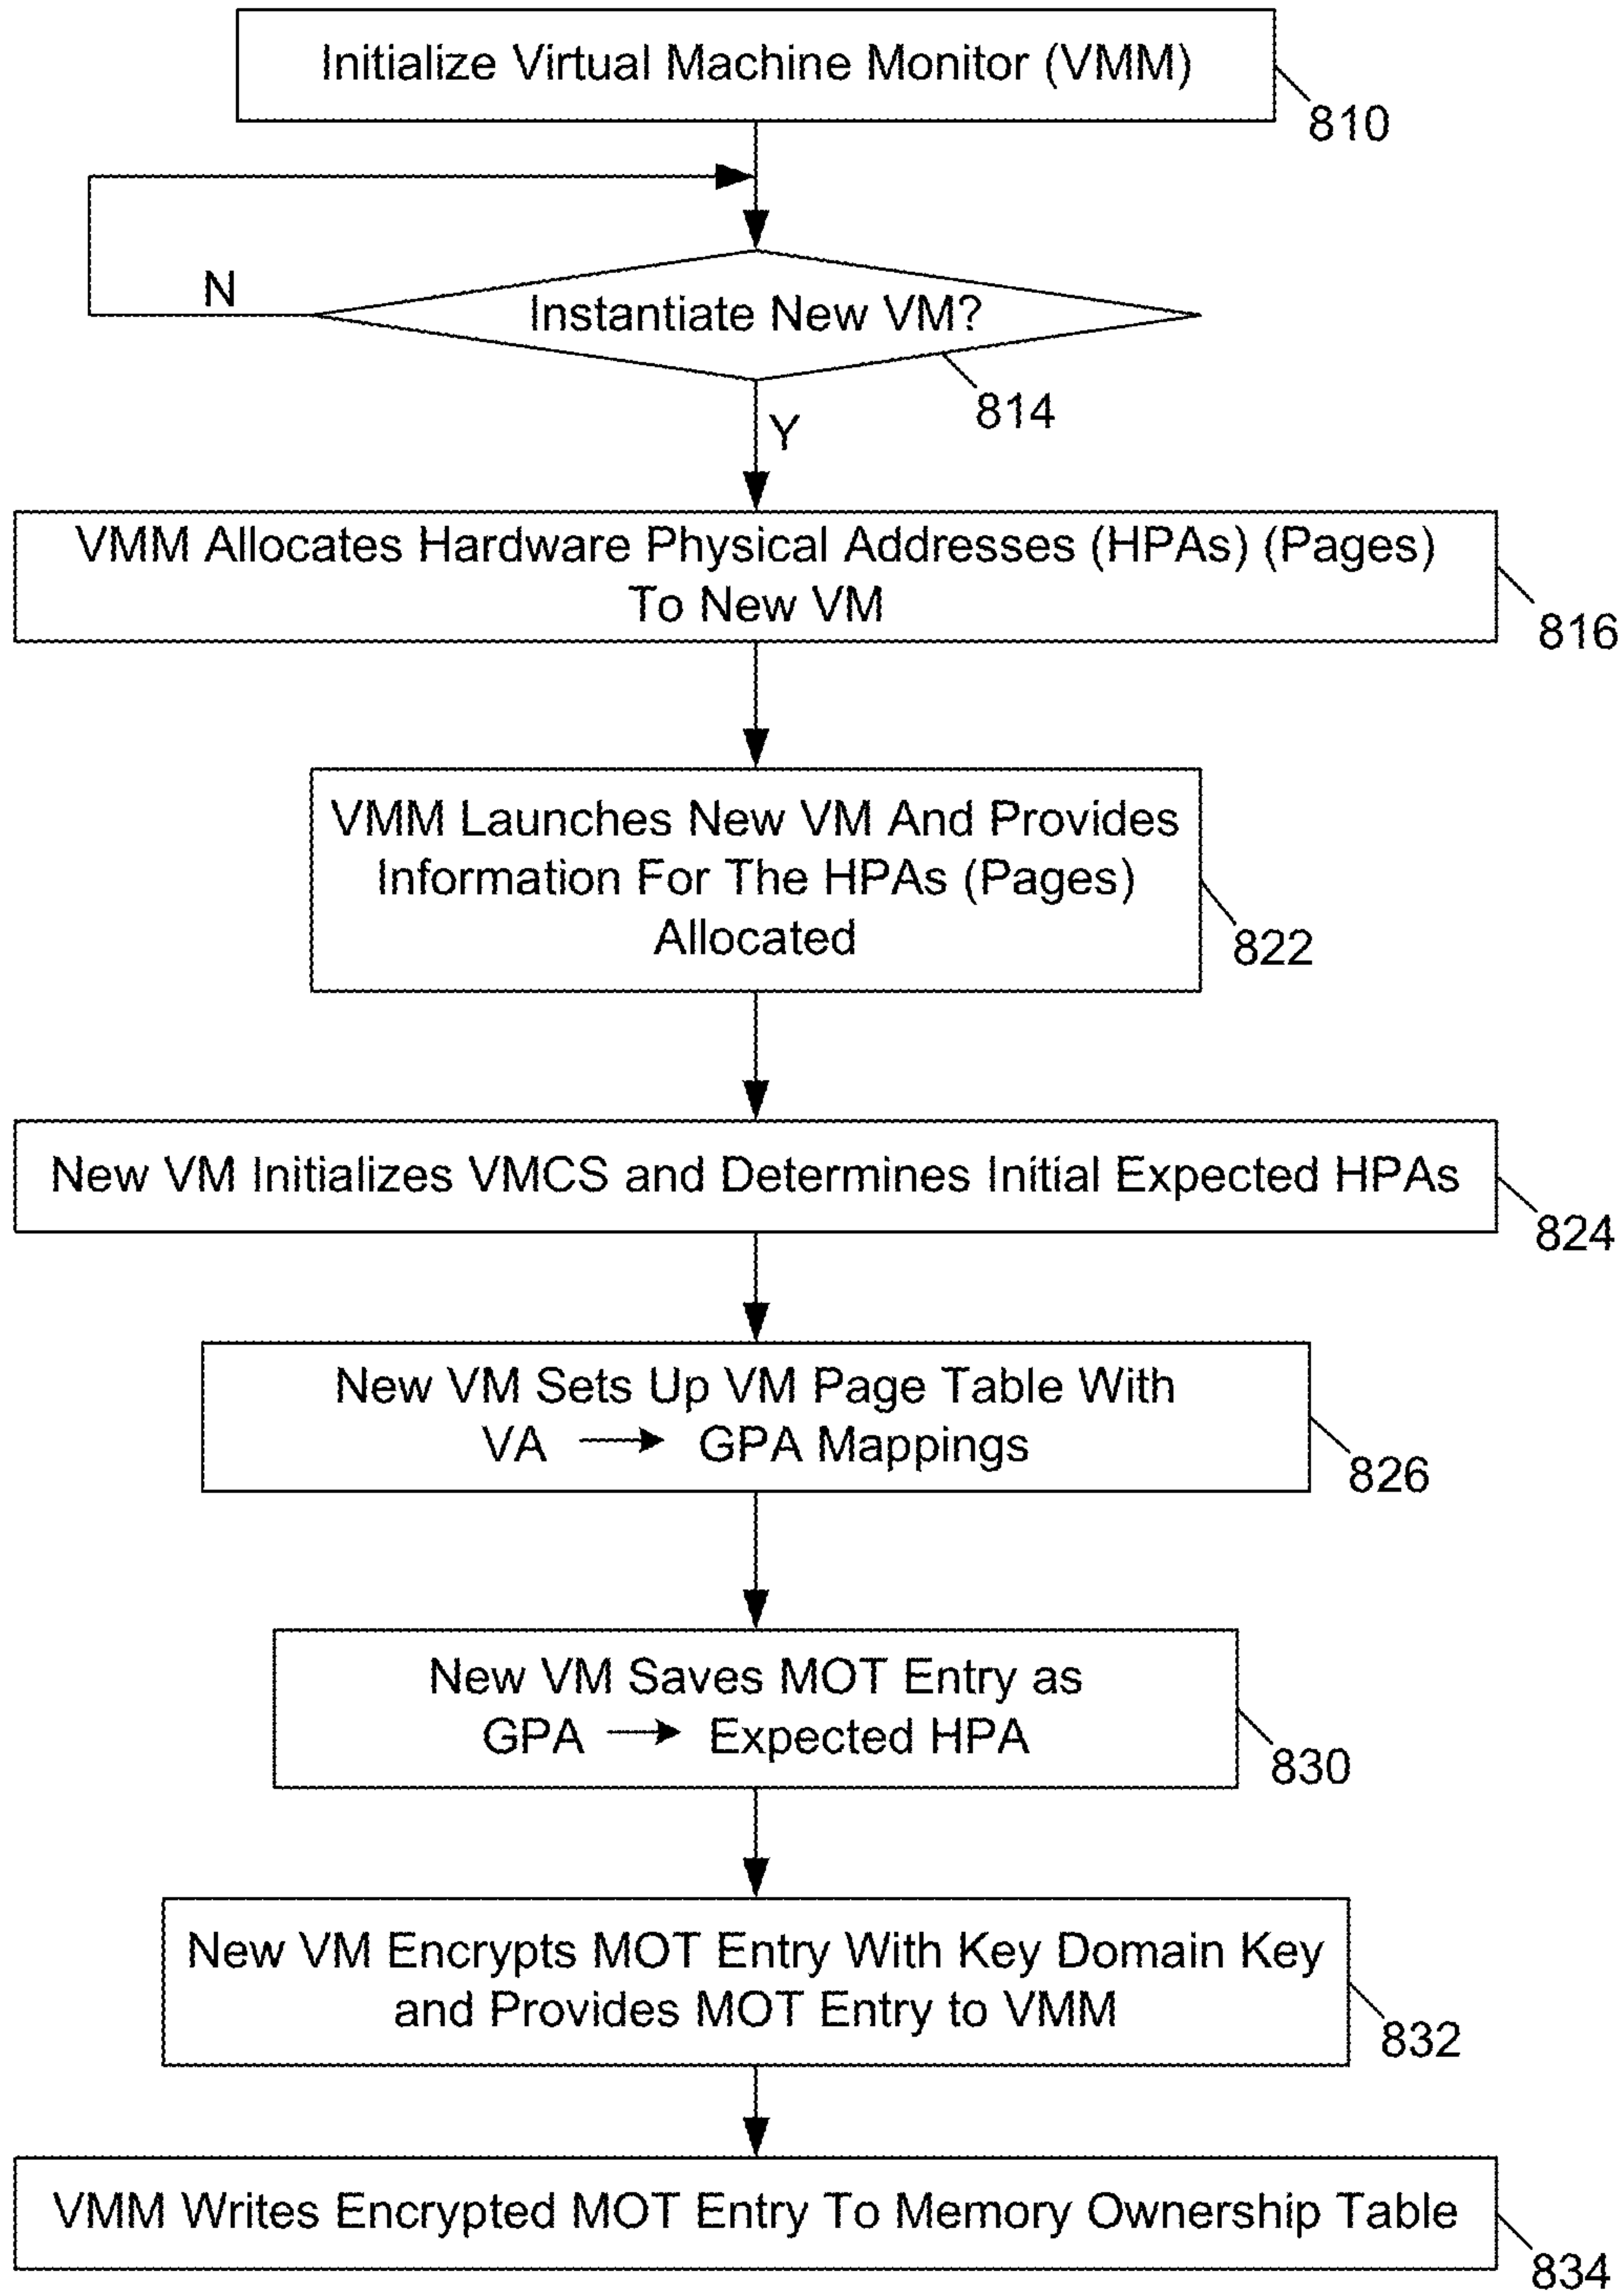 Initialize Virtual Machine Monitor (VMM)
810
N
Instantiate New VM?
814
Y
VMM Allocates Hardware Physical Addresses (HPAs) (Pages)
To New VM
816
VMM Launches New VM And Provides
Information For The HPAs (Pages)
Allocated
822
New VM Initializes VMCS and Determines Initial Expected HPAs
824
New VM Sets Up VM Page Table With
VA → GPA Mappings
826
New VM Saves MOT Entry as
GPA → Expected HPA
830
New VM Encrypts MOT Entry With Key Domain Key
and Provides MOT Entry to VMM
832
VMM Writes Encrypted MOT Entry To Memory Ownership Table
834